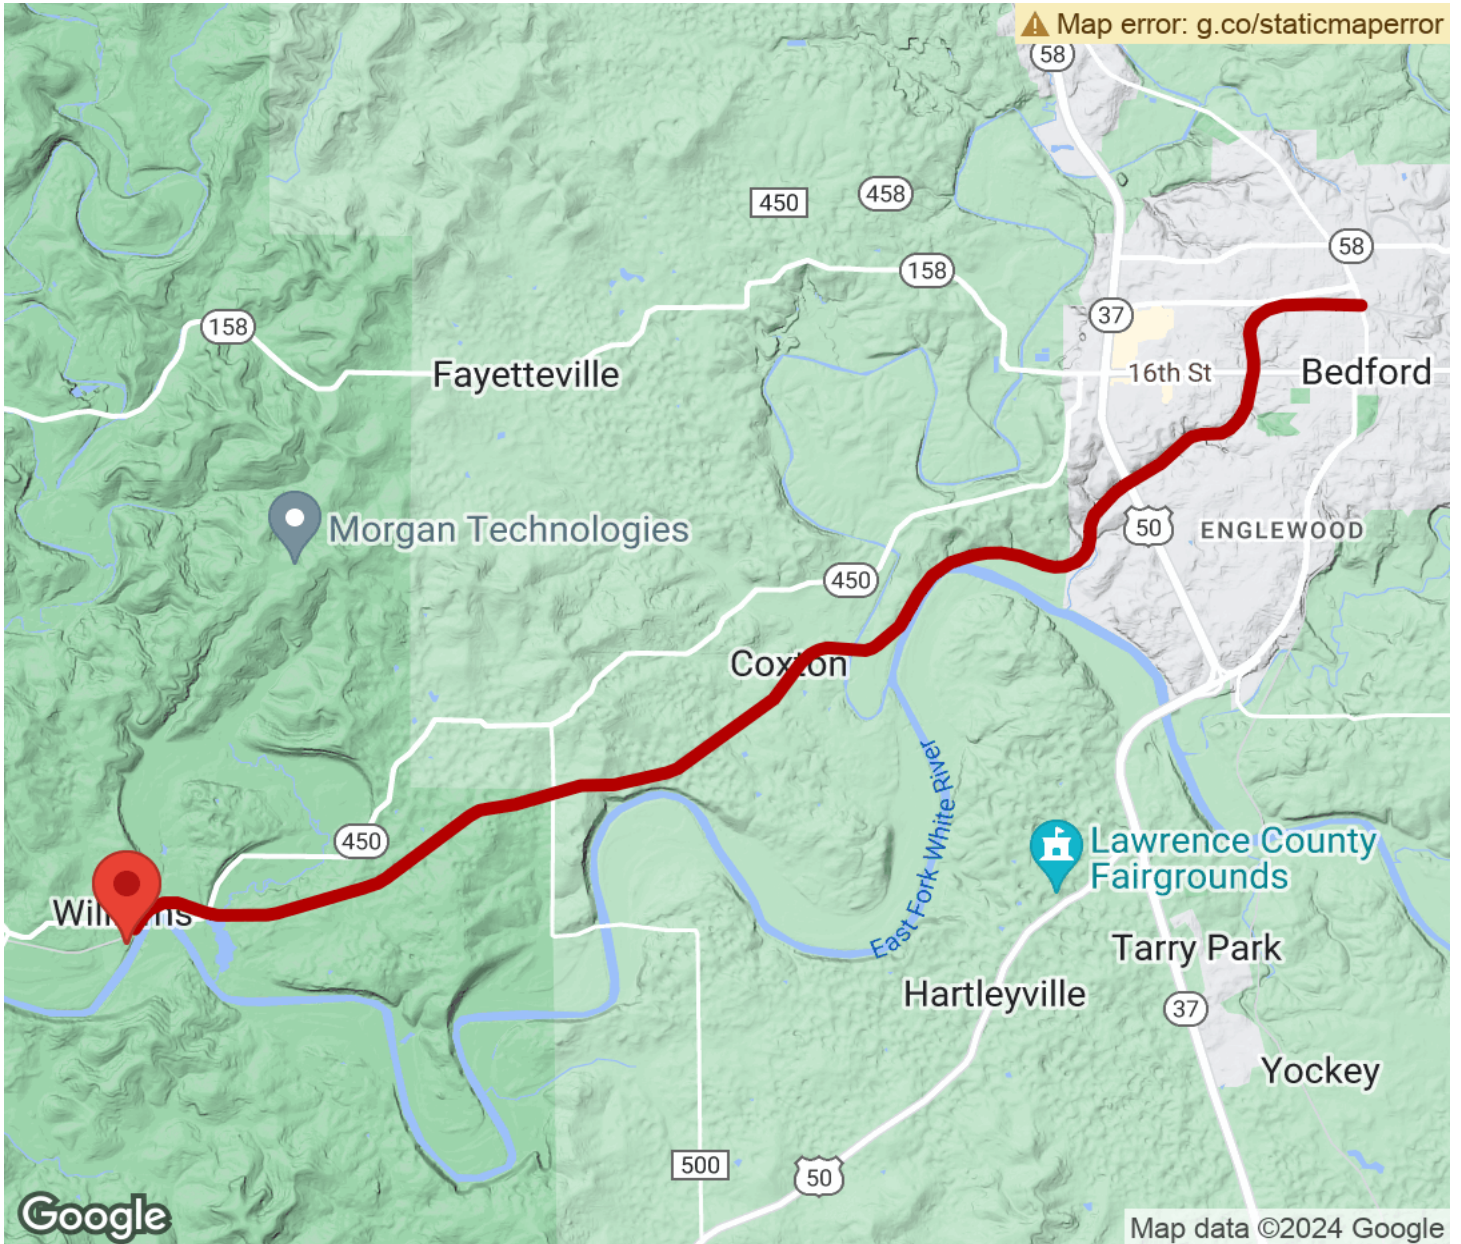 Map error: g.co/staticmaperror
58
450
458
58
158
37
158
Fayetteville
16th St
Bedford
Morgan Technologies
50
ENGLEWOOD
450
Coxton
East Fork White River
450
Lawrence County
Fairgrounds
Williams
Tarry Park
Hartleyville
37
Yockey
500
50
Google
Map data ©2024 Google